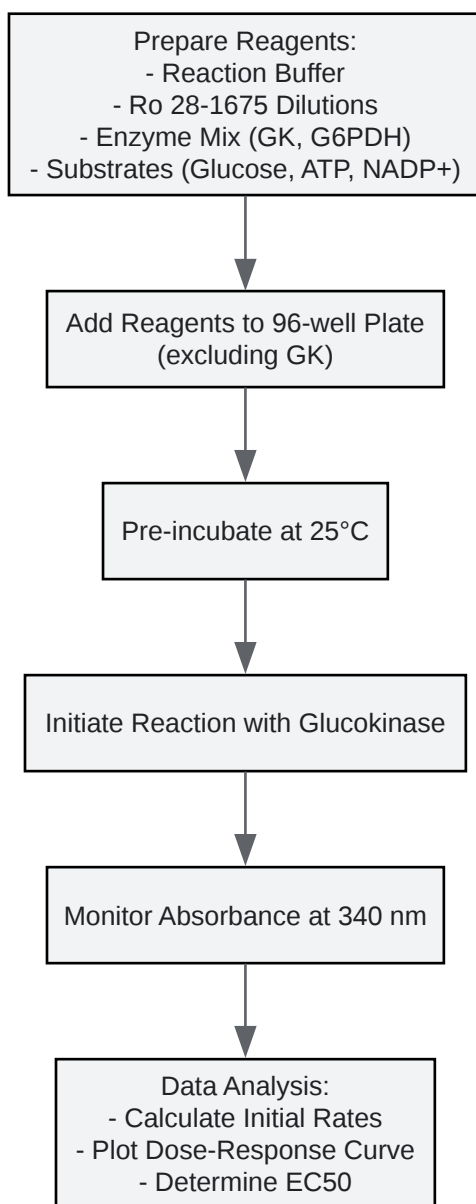 Prepare Reagents:
- Reaction Buffer
- Ro 28-1675 Dilutions
- Enzyme Mix (GK, G6PDH)
- Substrates (Glucose, ATP, NADP+)
Add Reagents to 96-well Plate
(excluding GK)
Pre-incubate at 25°C
Initiate Reaction with Glucokinase
Monitor Absorbance at 340 nm
Data Analysis:
- Calculate Initial Rates
- Plot Dose-Response Curve
- Determine EC50